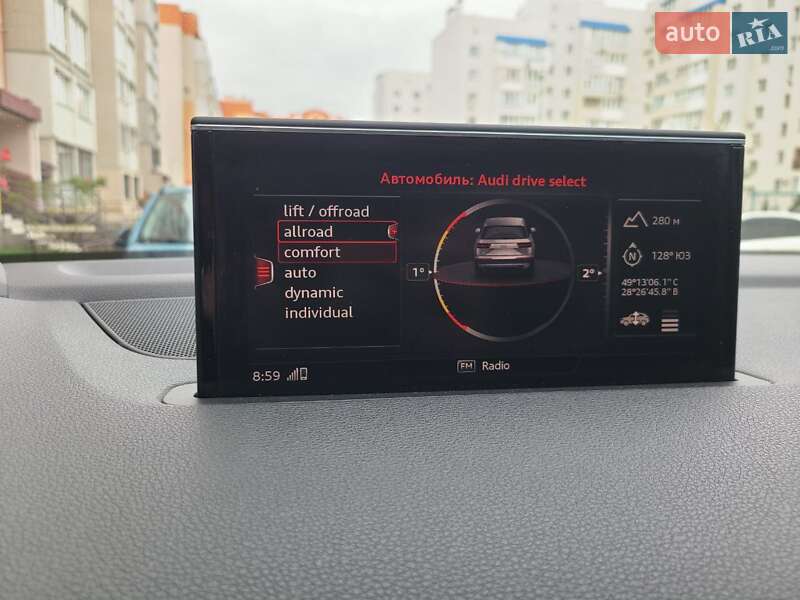 auto RIA
.com
Автомобиль: Audi drive select
lift / offroad
allroad
comfort
auto
dynamic
individual
1°
2°
280 м
N
128° ЮЗ
49°13'06.1" С
28°26'45.8" В
8:59
FM Radio